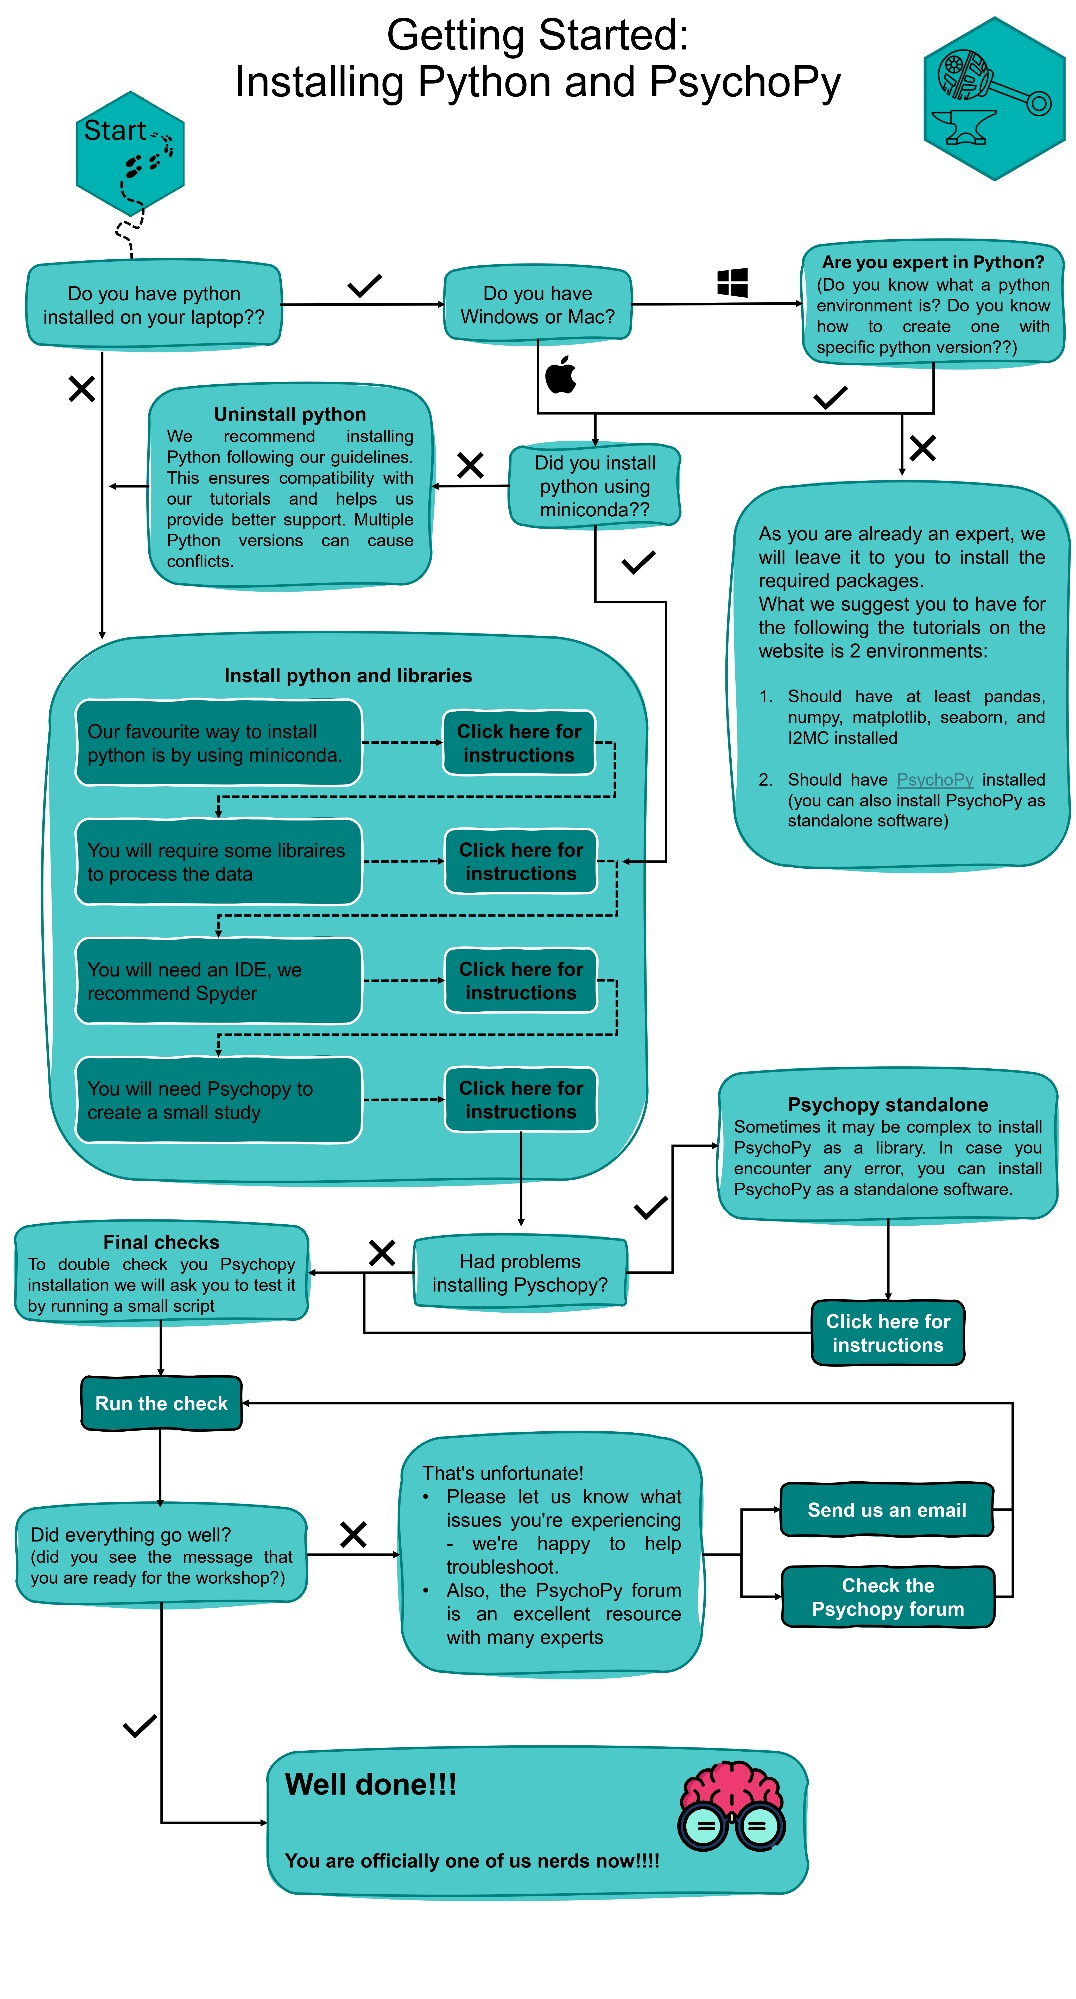 Getting Started:
Installing Python and PsychoPy
Start
Do you have python
installed on your laptop??
Do you have
Windows or Mac?
Are you expert in Python?
(Do you know what a python
environment is? Do you know
how to create one with
specific python version??)
Uninstall python
We recommend installing
Python following our guidelines.
This ensures compatibility with
our tutorials and helps us
provide better support. Multiple
Python versions can cause
conflicts.
Did you install
python using
miniconda??
As you are already an expert, we
will leave it to you to install the
required packages.
What we suggest you to have for
the following the tutorials on the
website is 2 environments:
1. Should have at least pandas,
numpy, matplotlib, seaborn, and
I2MC installed
2. Should have PsychoPy installed
(you can also install PsychoPy as
standalone software)
Install python and libraries
Our favourite way to install
python is by using miniconda.
Click here for
instructions
You will require some libraires
to process the data
Click here for
instructions
You will need an IDE, we
recommend Spyder
Click here for
instructions
You will need Psychopy to
create a small study
Click here for
instructions
Psychopy standalone
Sometimes it may be complex to install
PsychoPy as a library. In case you
encounter any error, you can install
PsychoPy as a standalone software.
Final checks
To double check you Psychopy
installation we will ask you to test it
by running a small script
Had problems
installing Pyschopy?
Click here for
instructions
Run the check
That's unfortunate!
• Please let us know what
issues you're experiencing
- we're happy to help
troubleshoot.
• Also, the PsychoPy forum
is an excellent resource
with many experts
Send us an email
Check the
Psychopy forum
Did everything go well?
(did you see the message that
you are ready for the workshop?)
Well done!!!
You are officially one of us nerds now!!!!